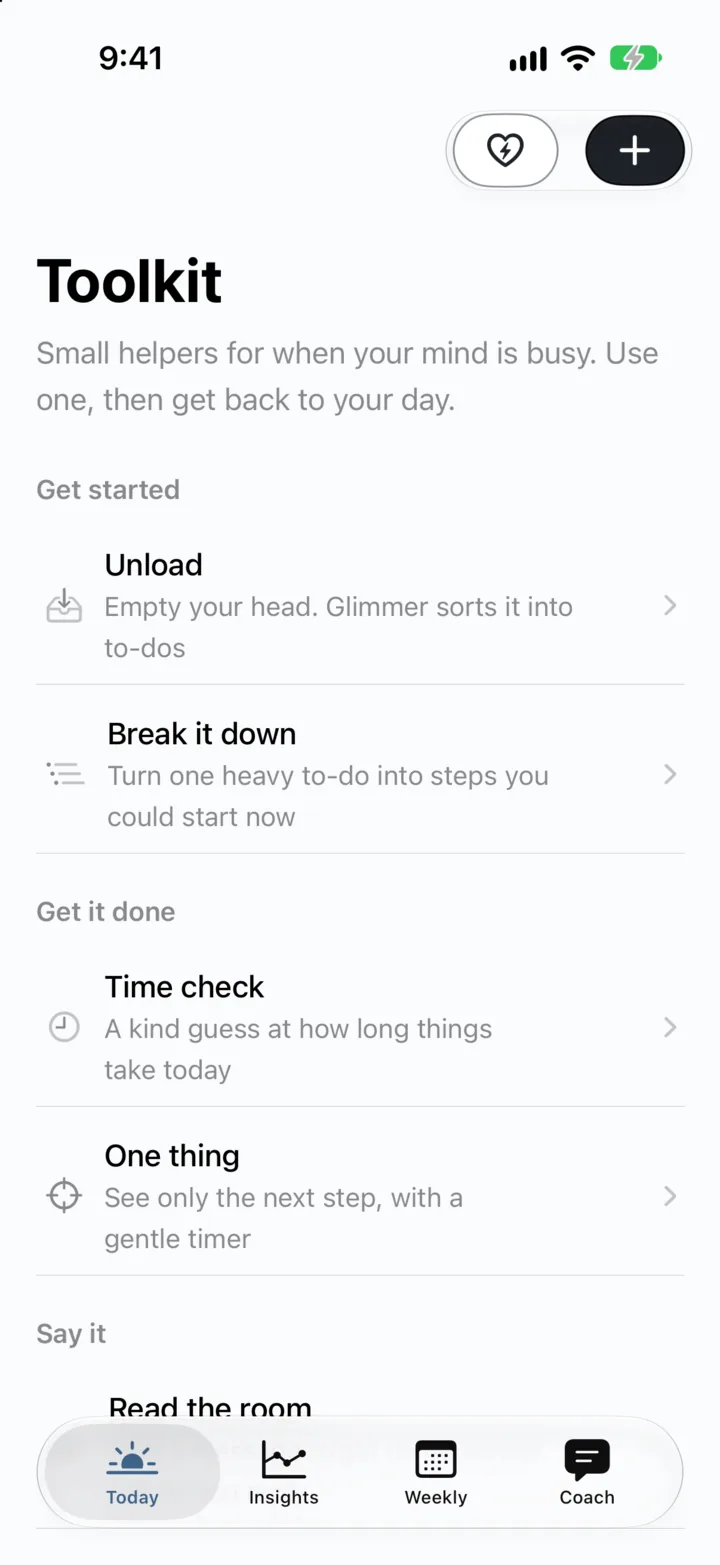 9:41
Toolkit
Small helpers for when your mind is busy. Use
one, then get back to your day.
Get started
Unload
Empty your head. Glimmer sorts it into
to-dos
Break it down
Turn one heavy to-do into steps you
could start now
Get it done
Time check
A kind guess at how long things
take today
One thing
See only the next step, with a
gentle timer
Say it
Read the room
Today
Insights
Weekly
Coach